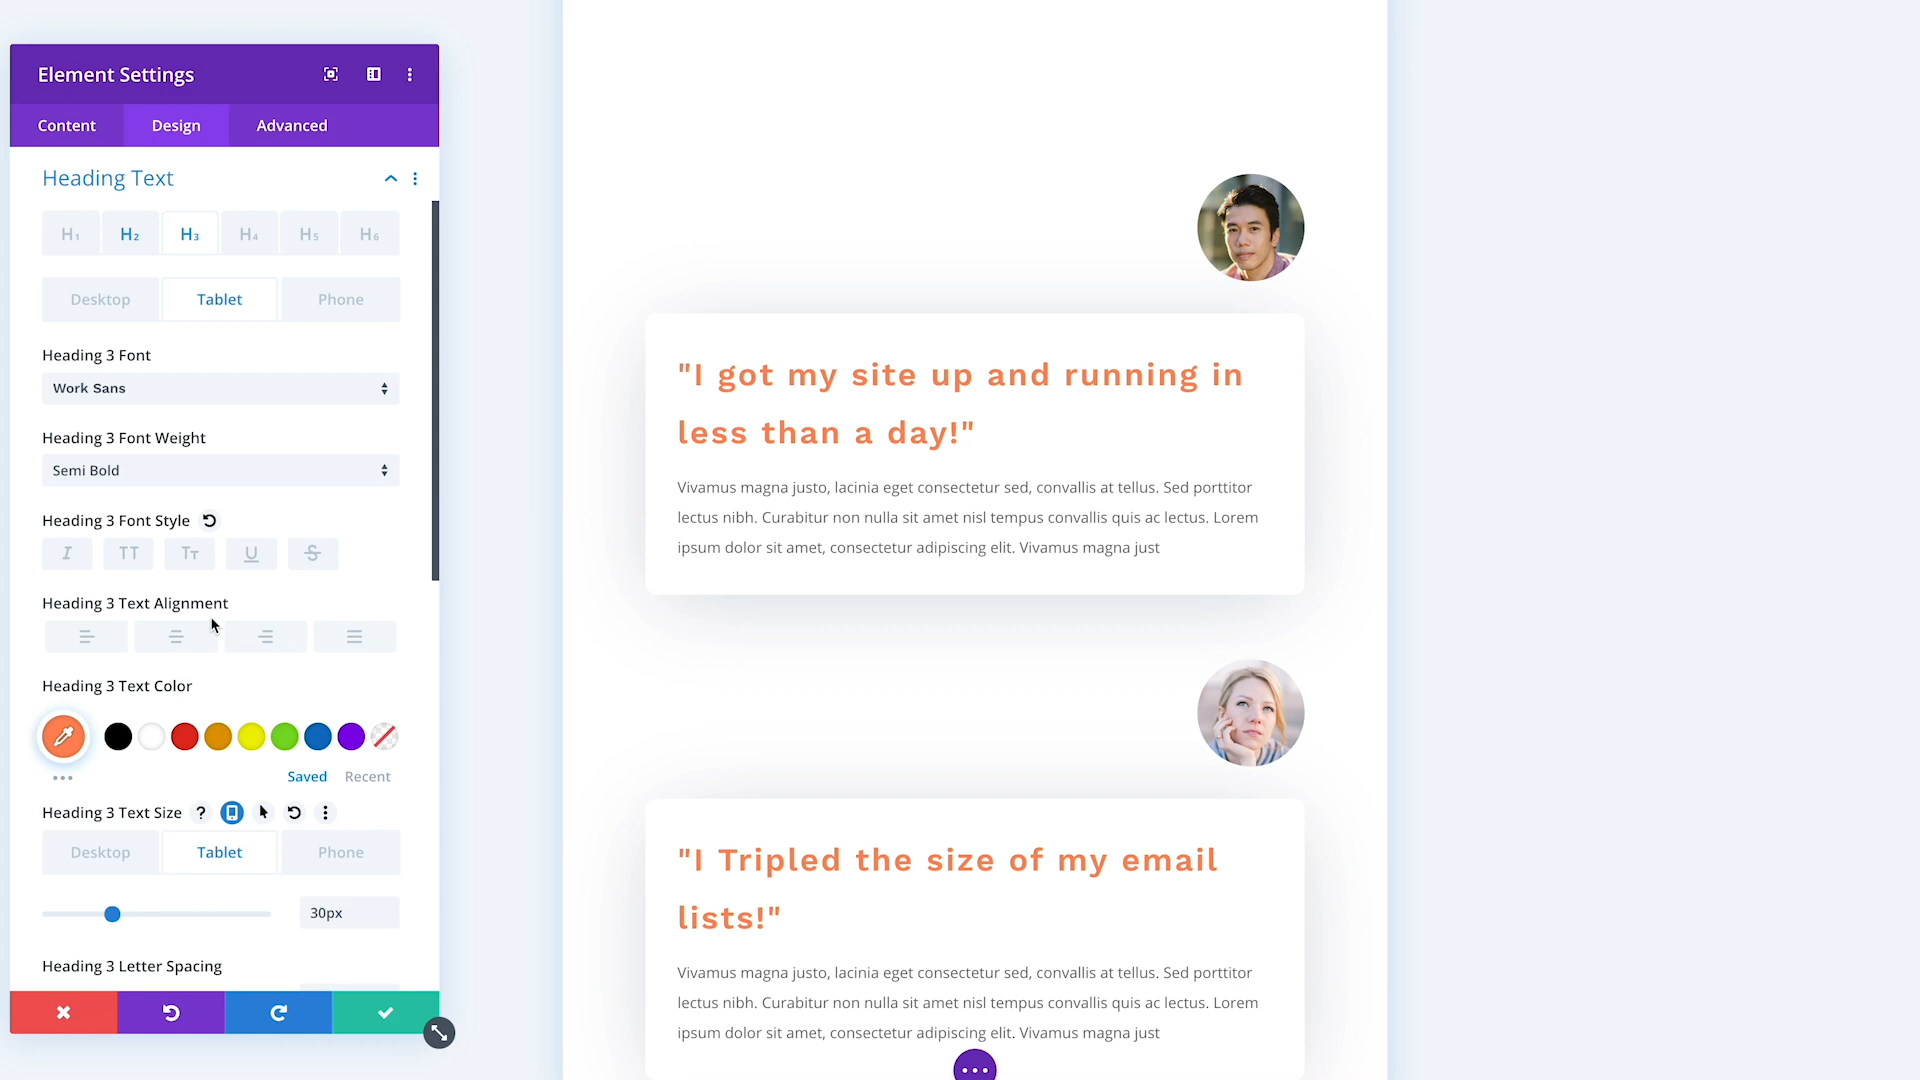 Element Settings
Content Design Advanced
Heading Text
H1 H2 H3 H4 H5 H6
Desktop Tablet Phone
Heading 3 Font
Work Sans
Heading 3 Font Weight
Semi Bold
Heading 3 Font Style
I TT Tт U S
Heading 3 Text Alignment
Heading 3 Text Color
Saved Recent
Heading 3 Text Size ?
Desktop Tablet Phone
30px
Heading 3 Letter Spacing
"I got my site up and running in
less than a day!"
Vivamus magna justo, lacinia eget consectetur sed, convallis at tellus. Sed porttitor
lectus nibh. Curabitur non nulla sit amet nisl tempus convallis quis ac lectus. Lorem
ipsum dolor sit amet, consectetur adipiscing elit. Vivamus magna just
"I Tripled the size of my email
lists!"
Vivamus magna justo, lacinia eget consectetur sed, convallis at tellus. Sed porttitor
lectus nibh. Curabitur non nulla sit amet nisl tempus convallis quis ac lectus. Lorem
ipsum dolor sit amet, consectetur adipiscing elit. Vivamus magna just